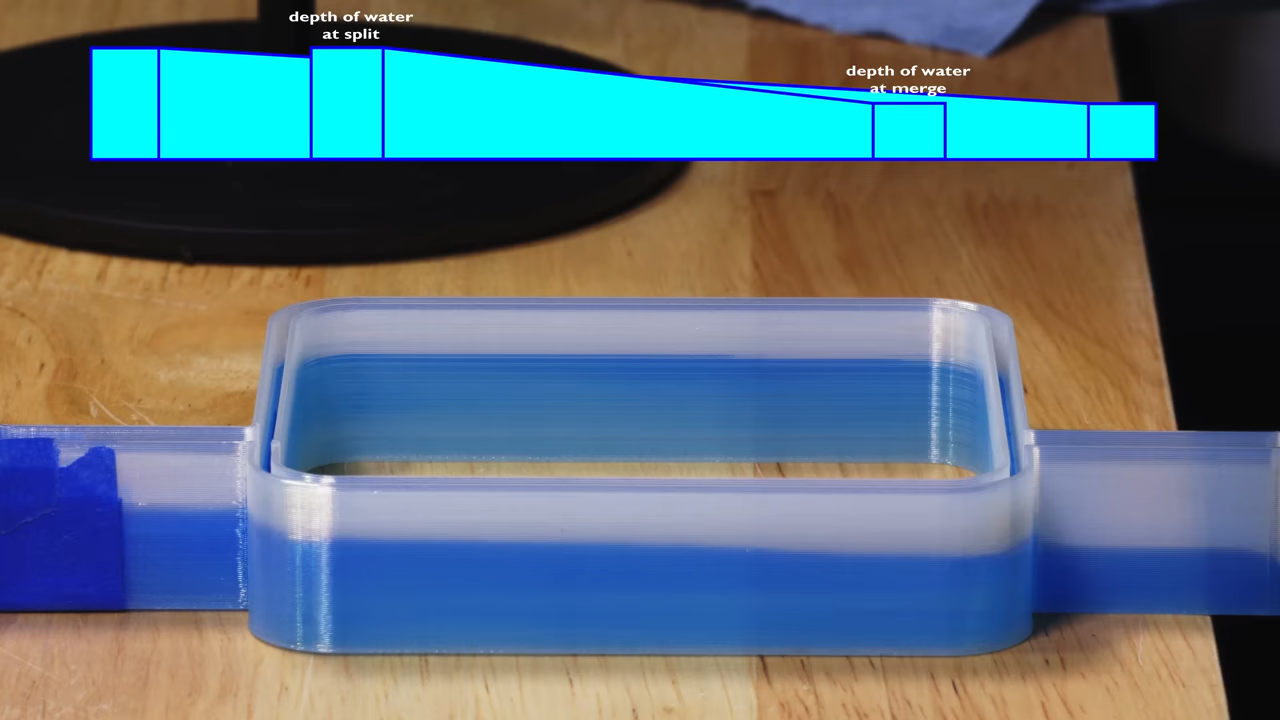 depth of water
at split
depth of water
at merge